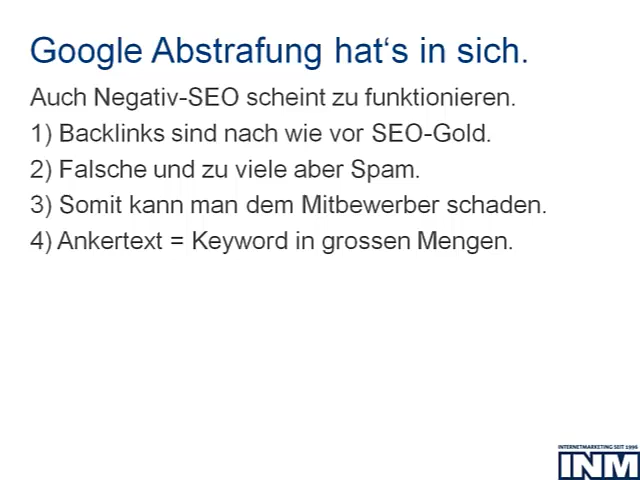 Google Abstrafung hat‘s in sich.
Auch Negativ-SEO scheint zu funktionieren.
1) Backlinks sind nach wie vor SEO-Gold.
2) Falsche und zu viele aber Spam.
3) Somit kann man dem Mitbewerber schaden.
4) Ankertext = Keyword in grossen Mengen.
INTERNETMARKETING SEIT 1996
INM